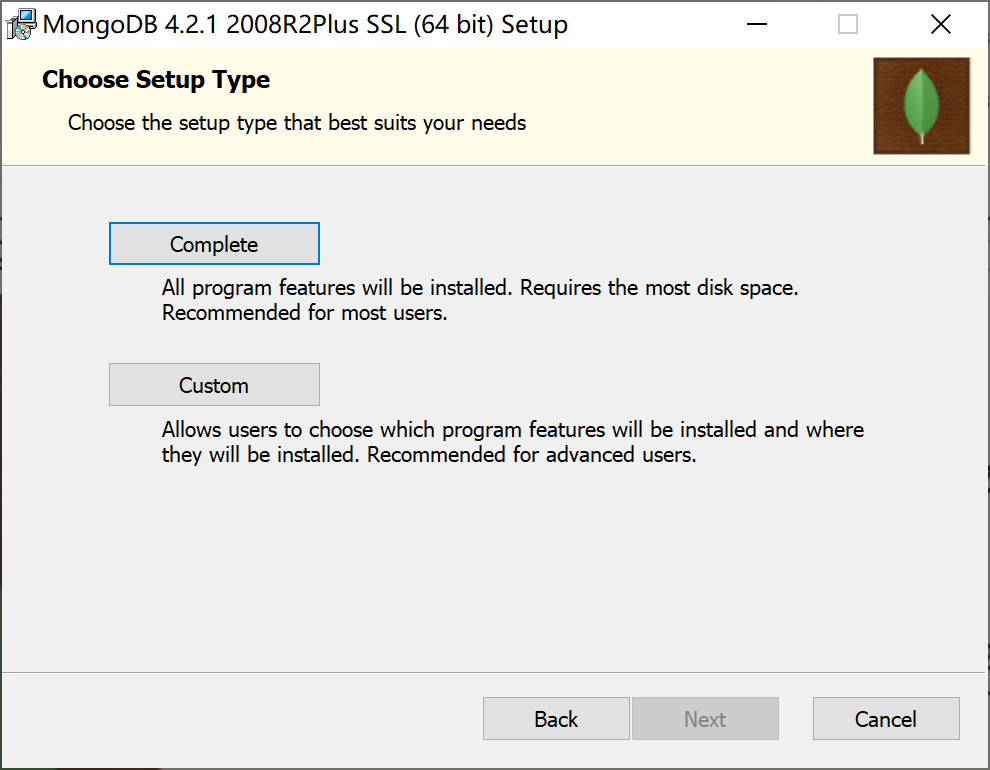 MongoDB 4.2.1 2008R2Plus SSL (64 bit) Setup
Choose Setup Type
Choose the setup type that best suits your needs
Complete
All program features will be installed. Requires the most disk space.
Recommended for most users.
Custom
Allows users to choose which program features will be installed and where
they will be installed. Recommended for advanced users.
Back
Next
Cancel